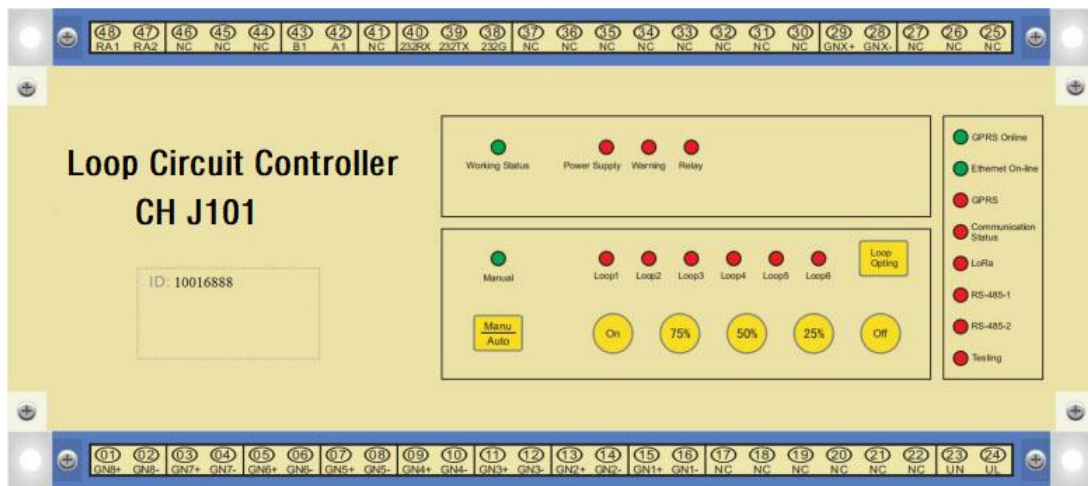 48 47 46 45 44 43 42 41 40 39 38 37 36 35 34 33 32 31 30 29 28 27 26 25
RA1 RA2 NC NC NC B1 A1 NC 232RX 232TX 232G NC NC NC NC NC NC NC NC GNX+ GNX- NC NC NC
Loop Circuit Controller
CH J101
ID: 10016888
Working Status Power Supply Warning Relay
Manual Loop1 Loop2 Loop3 Loop4 Loop5 Loop6
Loop
Opting
Manu
Auto
On 75% 50% 25% Off
GPRS Online
Ethernet On-line
GPRS
Communication
Status
LoRa
RS-485-1
RS-485-2
Testing
01 02 03 04 05 06 07 08 09 10 11 12 13 14 15 16 17 18 19 20 21 22 23 24
GN8+ GN8- GN7+ GN7- GN6+ GN6- GN5+ GN5- GN4+ GN4- GN3+ GN3- GN2+ GN2- GN1+ GN1- NC NC NC NC NC NC UN UL